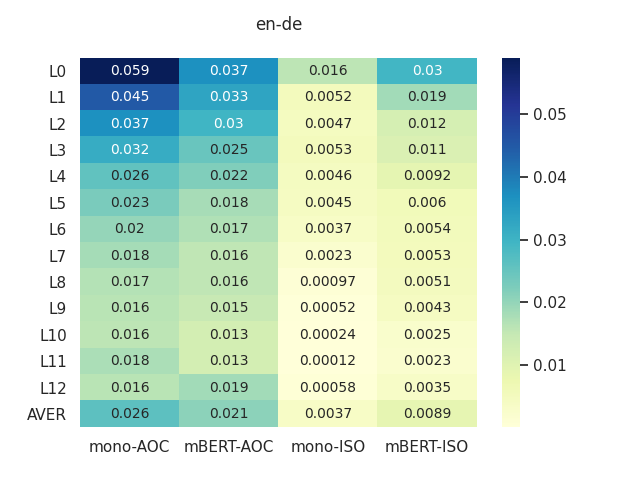 en-de
L0 0.059 0.037 0.016 0.03
L1 0.045 0.033 0.0052 0.019
L2 0.037 0.03 0.0047 0.012
L3 0.032 0.025 0.0053 0.011
L4 0.026 0.022 0.0046 0.0092
L5 0.023 0.018 0.0045 0.006
L6 0.02 0.017 0.0037 0.0054
L7 0.018 0.016 0.0023 0.0053
L8 0.017 0.016 0.00097 0.0051
L9 0.016 0.015 0.00052 0.0043
L10 0.016 0.013 0.00024 0.0025
L11 0.018 0.013 0.00012 0.0023
L12 0.016 0.019 0.00058 0.0035
AVER 0.026 0.021 0.0037 0.0089
mono-AOC mBERT-AOC mono-ISO mBERT-ISO
0.05
0.04
0.03
0.02
0.01